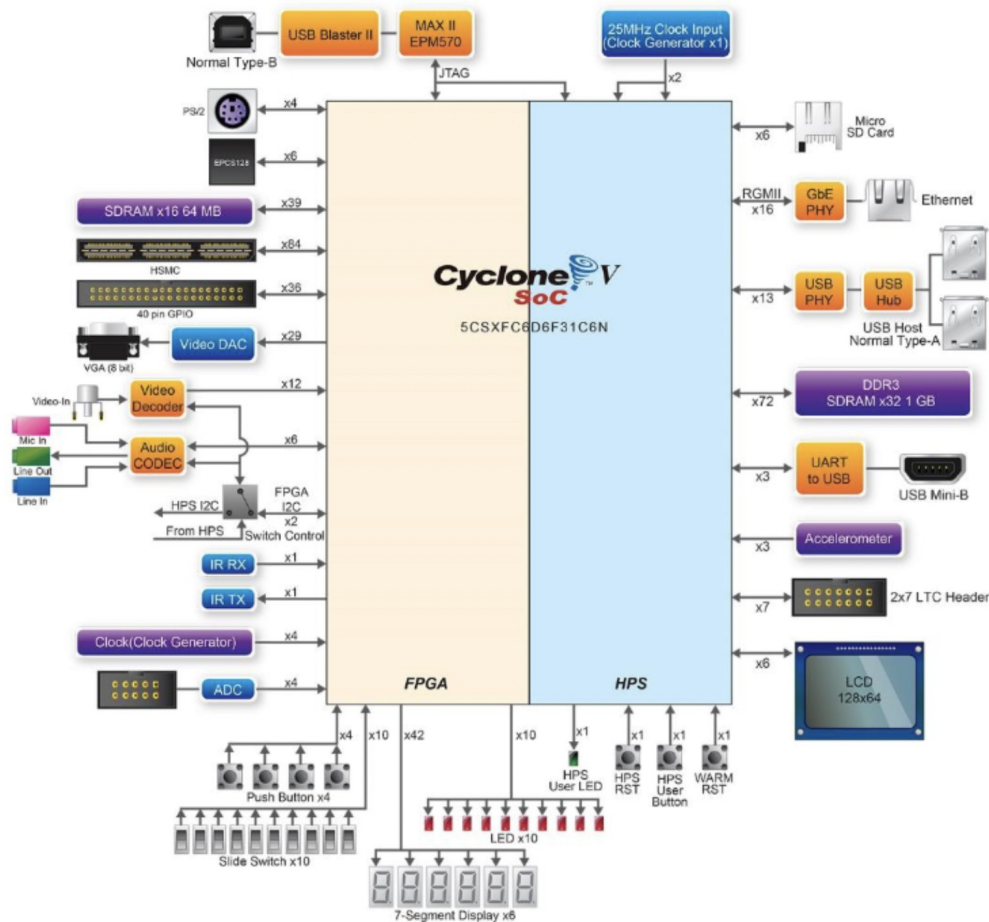 Normal Type-B
USB Blaster II
MAX II
EPM570
JTAG
25MHz Clock Input
(Clock Generator x1)
x2
PS/2
x4
EPCS128
x6
SDRAM x16 64 MB
x39
HSMC
x84
40 pin GPIO
x36
VGA (8 bit)
Video DAC
x29
Video-In
Video
Decoder
x12
Mic In
Line Out
Line In
Audio
CODEC
x6
HPS I2C
From HPS
FPGA
I2C
x2
Switch Control
IR RX
x1
IR TX
x1
Clock(Clock Generator)
x4
ADC
x4
Cyclone V
SoC
TM
5CSXFC6D6F31C6N
FPGA
HPS
x6
Micro
SD Card
RGMII
x16
GbE
PHY
Ethernet
x13
USB
PHY
USB
Hub
USB Host
Normal Type-A
x72
DDR3
SDRAM x32 1 GB
x3
UART
to USB
USB Mini-B
x3
Accelerometer
x7
2x7 LTC Header
x6
LCD
128x64
x4
x10
x42
x10
x1
x1
x1
x1
Push Button x4
HPS
User LED
HPS
RST
HPS
User
Button
WARM
RST
Slide Switch x10
LED x10
7-Segment Display x6